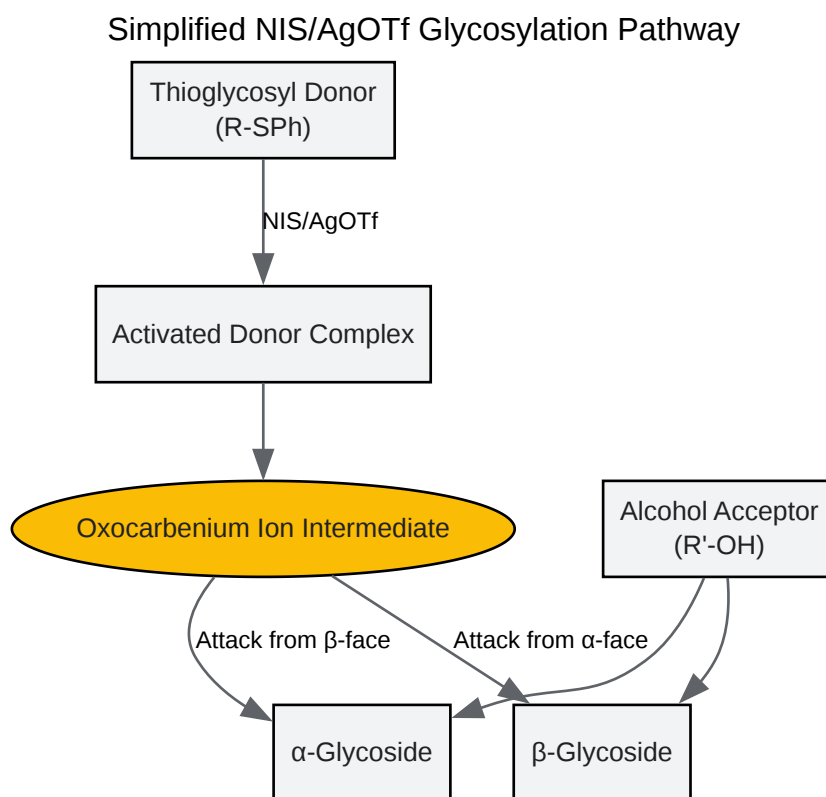 Simplified NIS/AgOTf Glycosylation Pathway
Thioglycosyl Donor
(R-SPh)
NIS/AgOTf
Activated Donor Complex
Oxocarbenium Ion Intermediate
Alcohol Acceptor
(R'-OH)
Attack from β-face
Attack from α-face
α-Glycoside
β-Glycoside